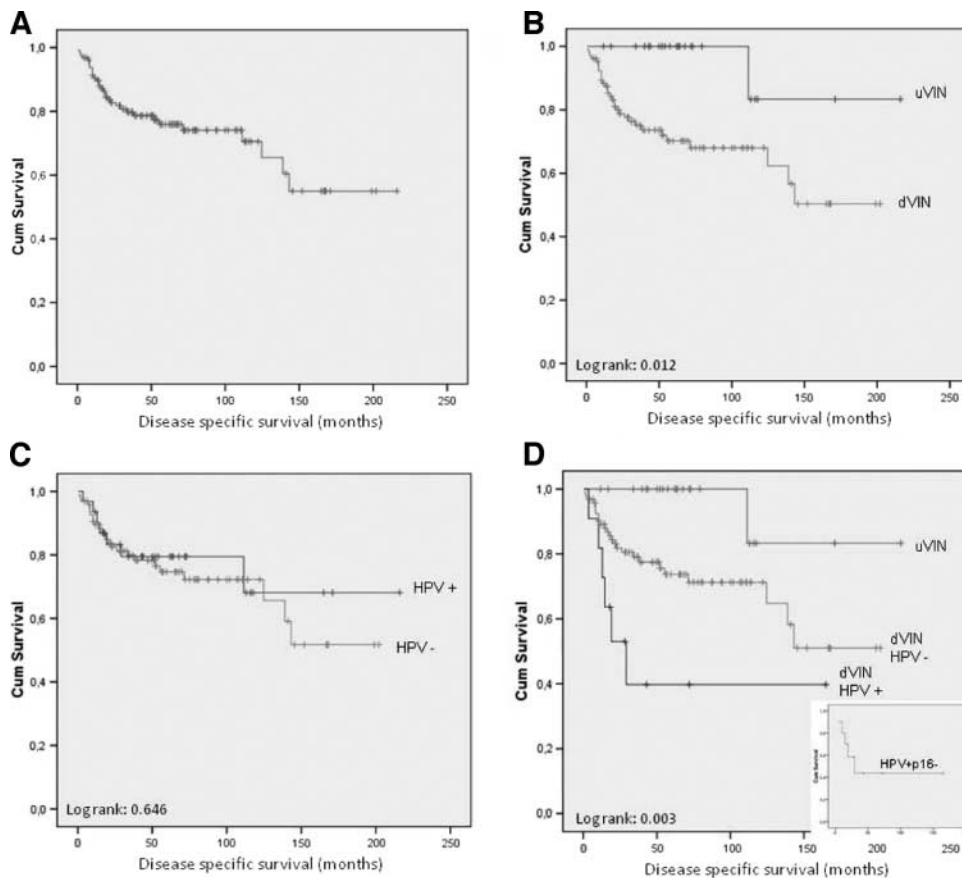 A
1,0
0,8
0,6
0,4
0,2
0,0
Cum Survival
0 50 100 150 200 250
Disease specific survival (months)
B
1,0
0,8
0,6
0,4
0,2
0,0
Cum Survival
uVIN
dVIN
Logrank: 0.012
0 50 100 150 200 250
Disease specific survival (months)
C
1,0
0,8
0,6
0,4
0,2
0,0
Cum Survival
HPV +
HPV -
Logrank: 0.646
0 50 100 150 200 250
Disease specific survival (months)
D
1,0
0,8
0,6
0,4
0,2
0,0
Cum Survival
uVIN
dVIN
HPV -
dVIN
HPV +
Logrank: 0.003
0 50 100 150 200 250
Disease specific survival (months)
Cum Survival
HPV+p16-